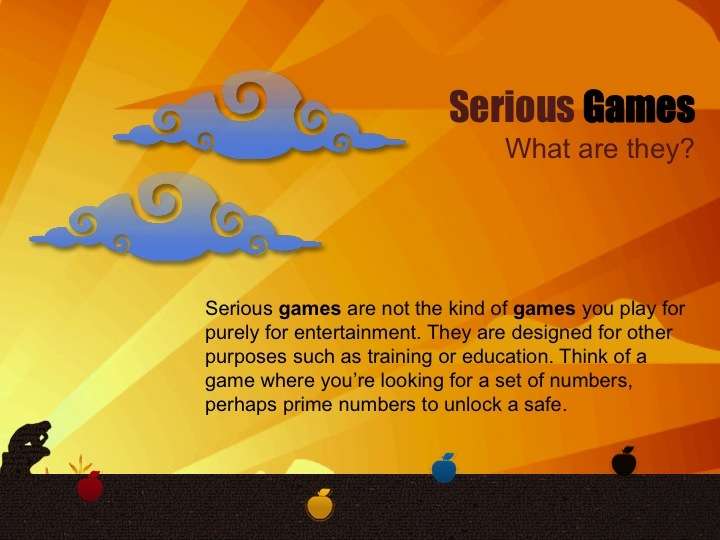 Serious Games
What are they?
Serious games are not the kind of games you play for
purely for entertainment. They are designed for other
purposes such as training or education. Think of a
game where you’re looking for a set of numbers,
perhaps prime numbers to unlock a safe.